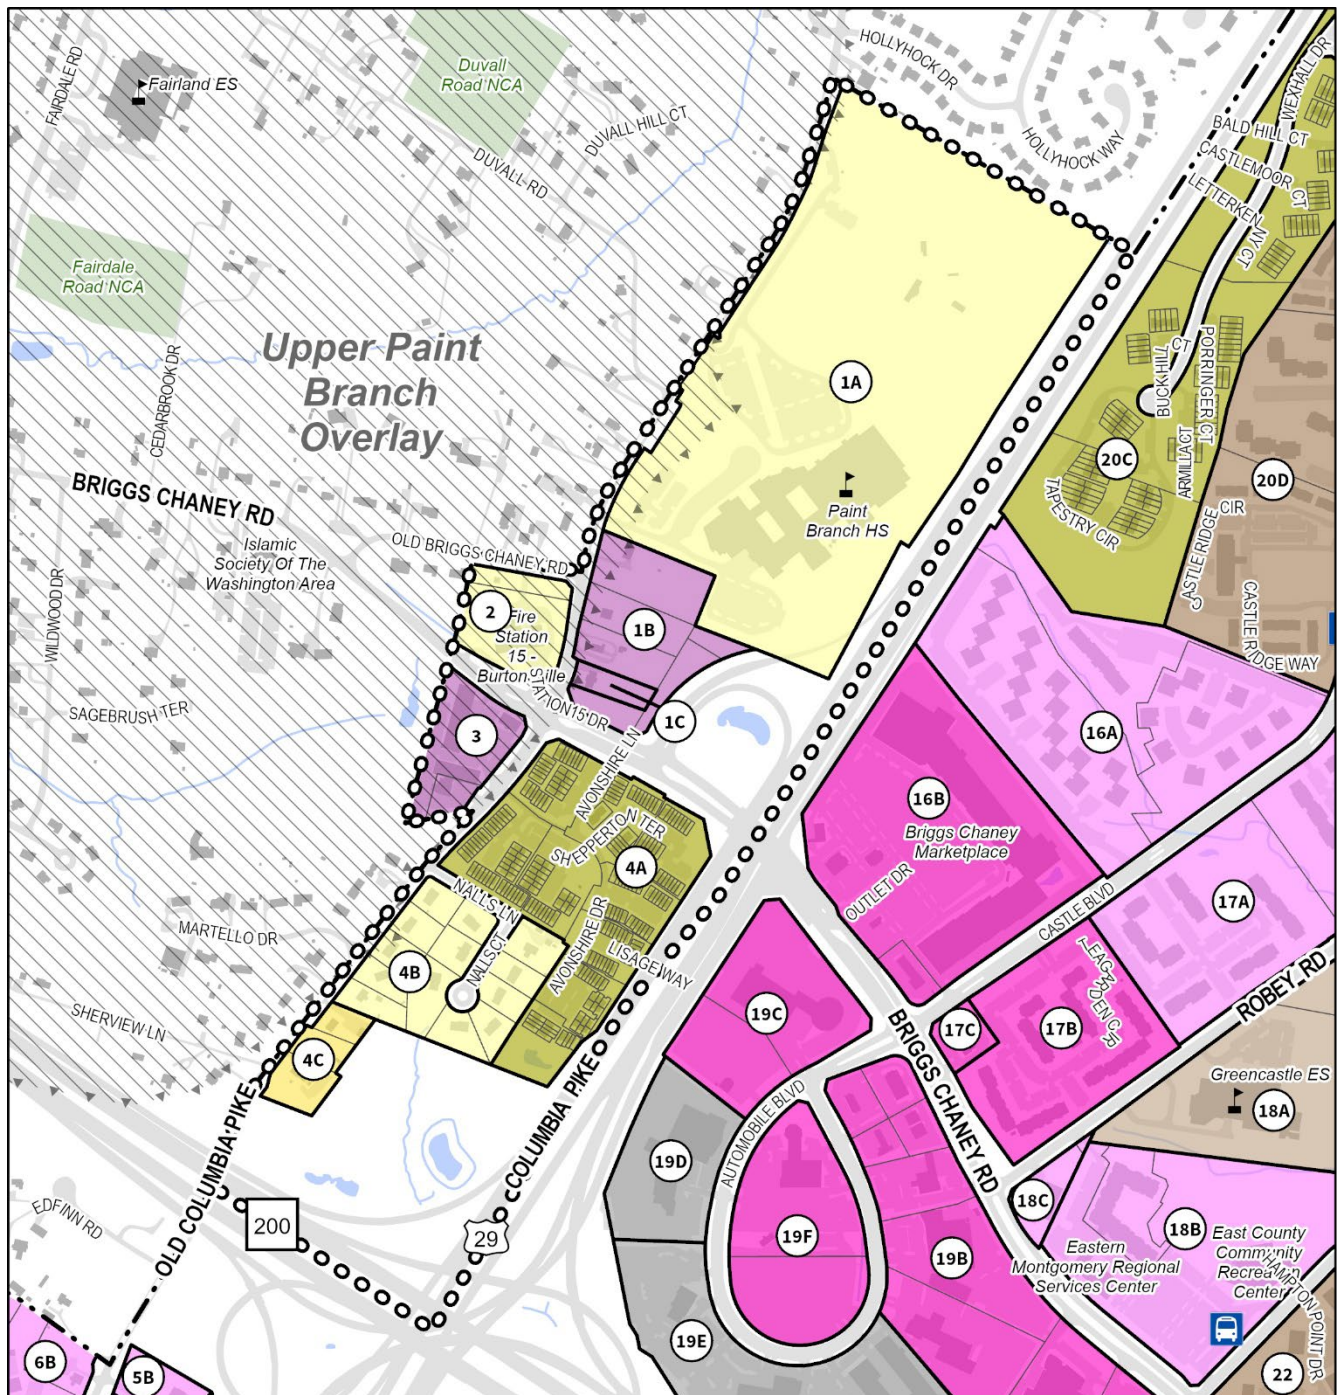 HOLLYHOCK DR
WEXHALL DR
FAIRDALE RD
Fairland ES
Duvall
Road NCA
DUVALL HILL CT
HOLLYHOCK WAY
BALD HILL CT
CASTLEMOOR CT
DUVALL RD
LETTERKENNY CT
Fairdale
Road NCA
Upper Paint
Branch
Overlay
CEDARBROOK DR
1A
BUCK HILL CT
PORRINGER CT
ARMILLA CT
20C
20D
TAPESTRY CIR
BRIGGS CHANEY RD
Paint
Branch HS
Islamic
Society Of The
Washington Area
OLD BRIGGS CHANEY RD
CASTLE RIDGE CIR
CASTLE RIDGE WAY
WILDWOOD DR
2
Fire
Station
15 -
Burtonsville
1B
STATION 15 DR
1C
SAGEBRUSH TER
3
16A
AVONSHIRE LN
16B
Briggs Chaney
Marketplace
SHEPPERTON TER
4A
OUTLET DR
CASTLE BLVD
17A
NALLS LN
MARTELLO DR
AVONSHIRE DR
LISAGE WAY
NALLS CT
4B
SHERVIEW LN
ROBEY RD
19C
17C
17B
4C
BRIGGS CHANEY RD
Greencastle ES
18A
OLD COLUMBIA PIKE
COLUMBIA PIKE
AUTOMOBILE BLVD
19D
EDFINN RD
200
29
18C
18B
19F
19B
Eastern
Montgomery Regional
Services Center
East County
Community
Recreation
Center
HAMPTON POINT DR
19E
6B
5B
22